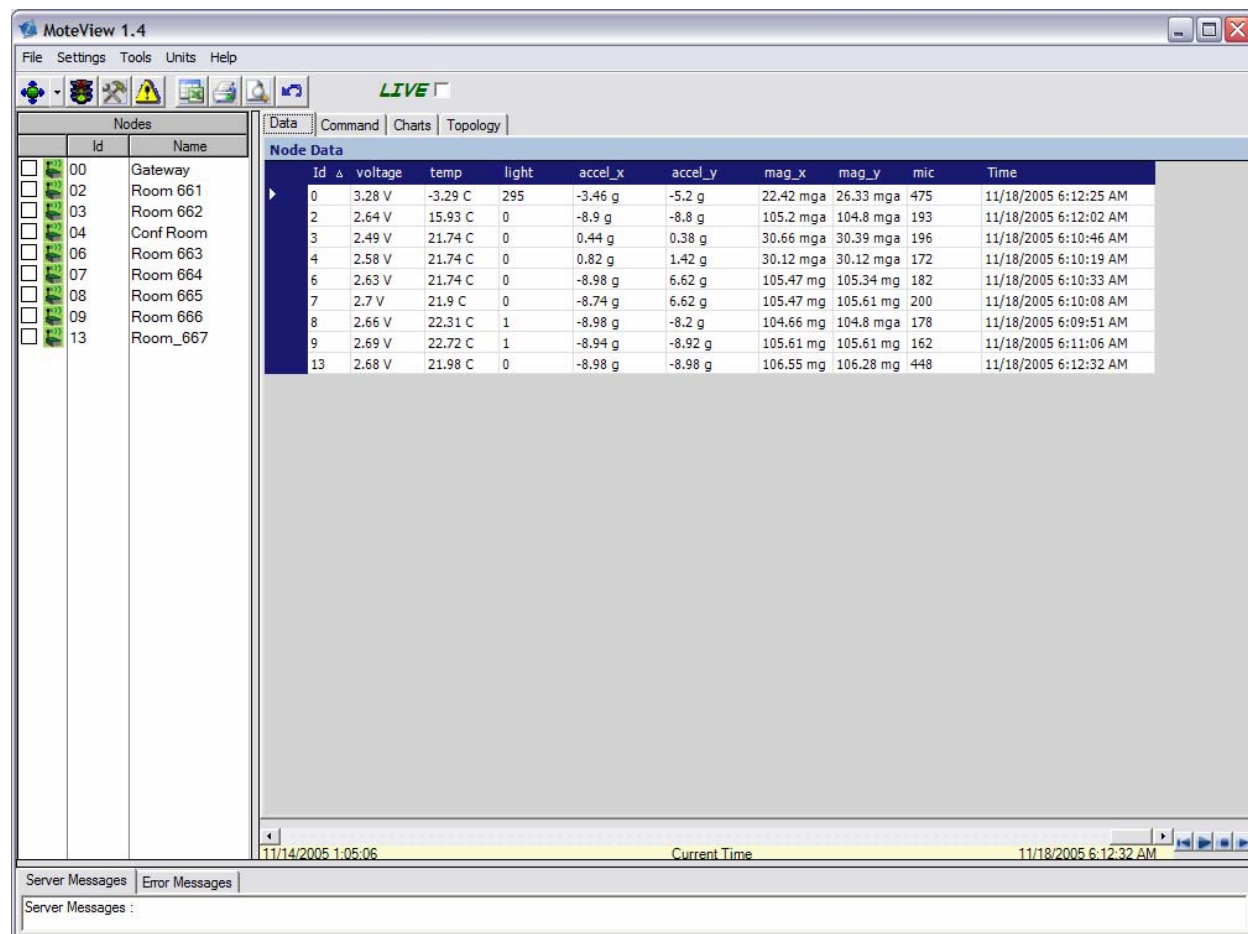 MoteView 1.4
File Settings Tools Units Help
LIVE
Nodes
Id Name
00 Gateway
02 Room 661
03 Room 662
04 Conf Room
06 Room 663
07 Room 664
08 Room 665
09 Room 666
13 Room_667
Data Command Charts Topology
Node Data
Id voltage temp light accel_x accel_y mag_x mag_y mic Time
0 3.28 V -3.29 C 295 -3.46 g -5.2 g 22.42 mga 26.33 mga 475 11/18/2005 6:12:25 AM
2 2.64 V 15.93 C 0 -8.9 g -8.8 g 105.2 mga 104.8 mga 193 11/18/2005 6:12:02 AM
3 2.49 V 21.74 C 0 0.44 g 0.38 g 30.66 mga 30.39 mga 196 11/18/2005 6:10:46 AM
4 2.58 V 21.74 C 0 0.82 g 1.42 g 30.12 mga 30.12 mga 172 11/18/2005 6:10:19 AM
6 2.63 V 21.74 C 0 -8.98 g 6.62 g 105.47 mg 105.34 mg 182 11/18/2005 6:10:33 AM
7 2.7 V 21.9 C 0 -8.74 g 6.62 g 105.47 mg 105.61 mg 200 11/18/2005 6:10:08 AM
8 2.66 V 22.31 C 1 -8.98 g -8.2 g 104.66 mg 104.8 mga 178 11/18/2005 6:09:51 AM
9 2.69 V 22.72 C 1 -8.94 g -8.92 g 105.61 mg 105.61 mg 162 11/18/2005 6:11:06 AM
13 2.68 V 21.98 C 0 -8.98 g -8.98 g 106.55 mg 106.28 mg 448 11/18/2005 6:12:32 AM
11/14/2005 1:05:06 Current Time 11/18/2005 6:12:32 AM
Server Messages Error Messages
Server Messages :